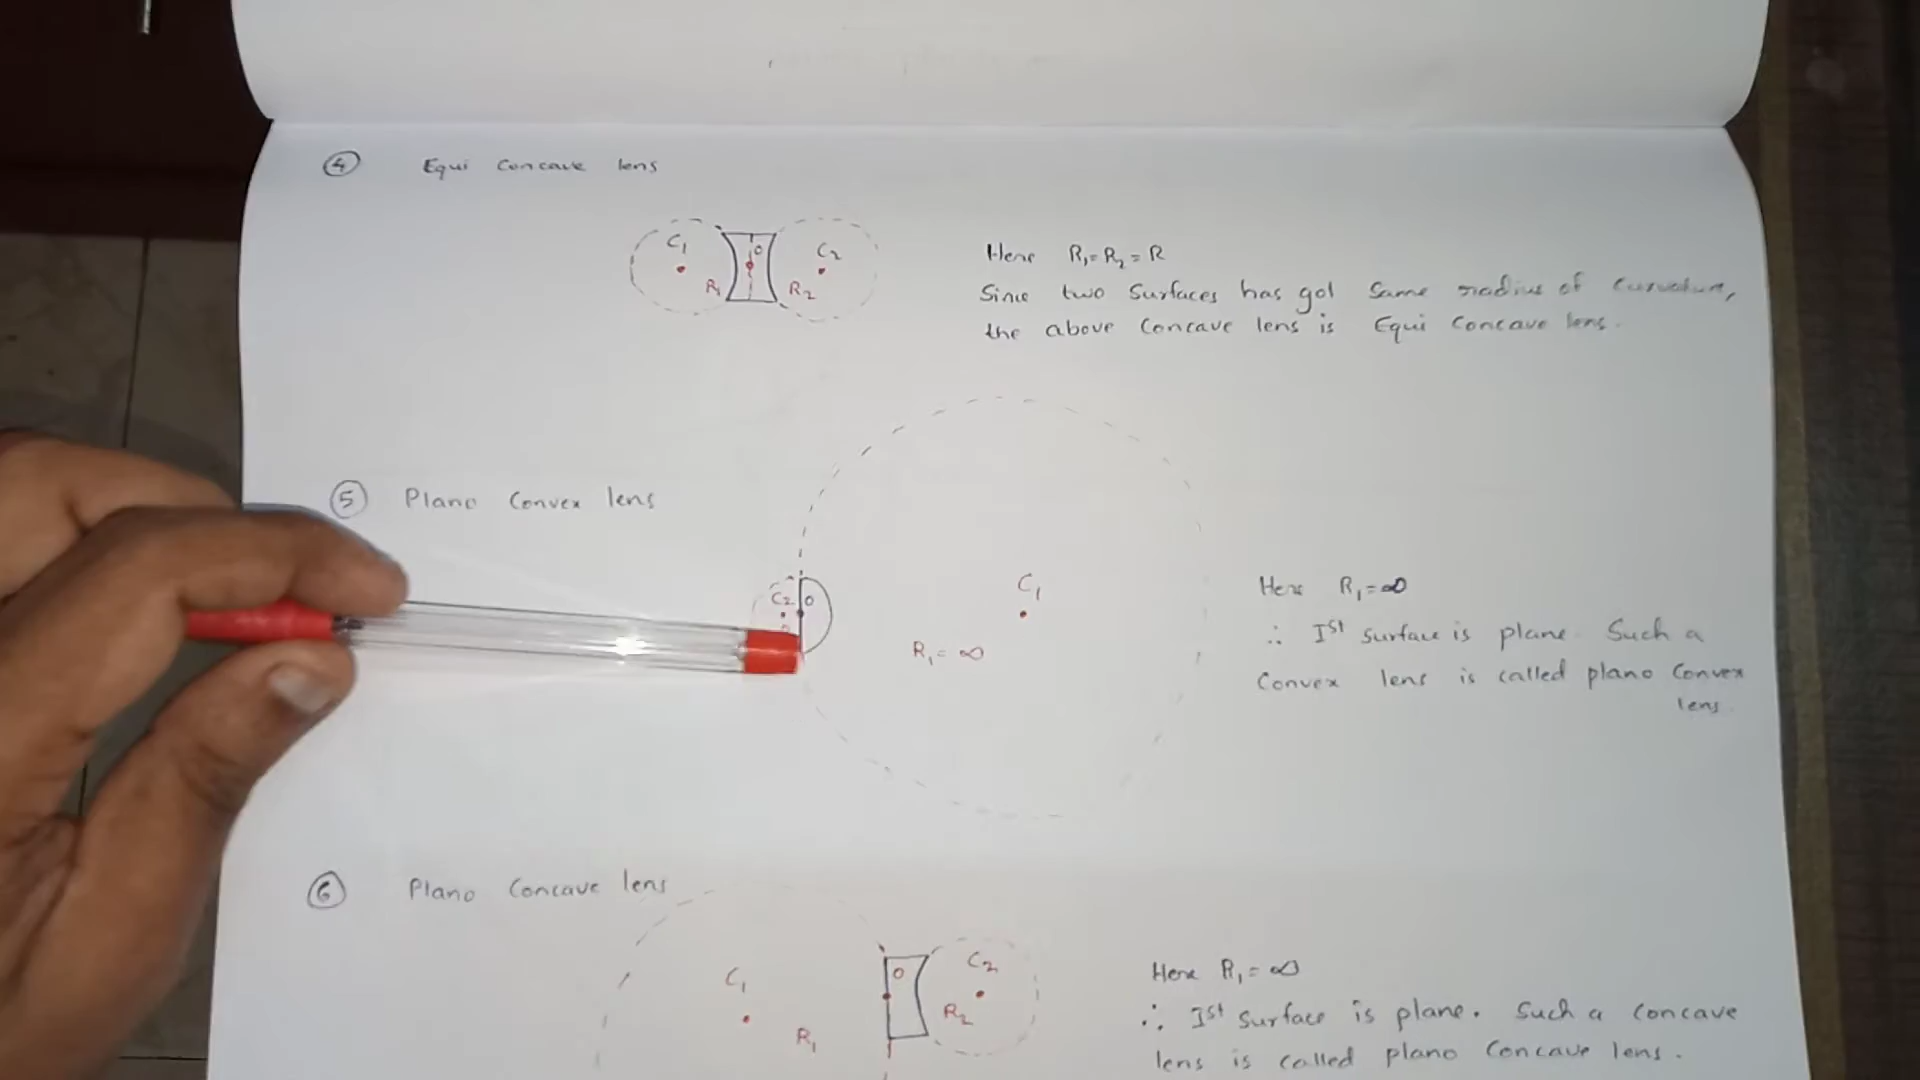 4 Equi Concave lens
C1 O C2
R1 R2
Here R1=R2=R
Since two Surfaces has got Same radius of curvature,
the above Concave lens is Equi Concave lens.
5 Plano Convex lens
C2 O
C1
R1=∞
Here R1=∞
∴ Ist surface is plane. Such a
Convex lens is called plano Convex
lens.
6 Plano Concave lens
C1 O C2
R1 R2
Here R1=∞
∴ Ist surface is plane. Such a concave
lens is called plano Concave lens.